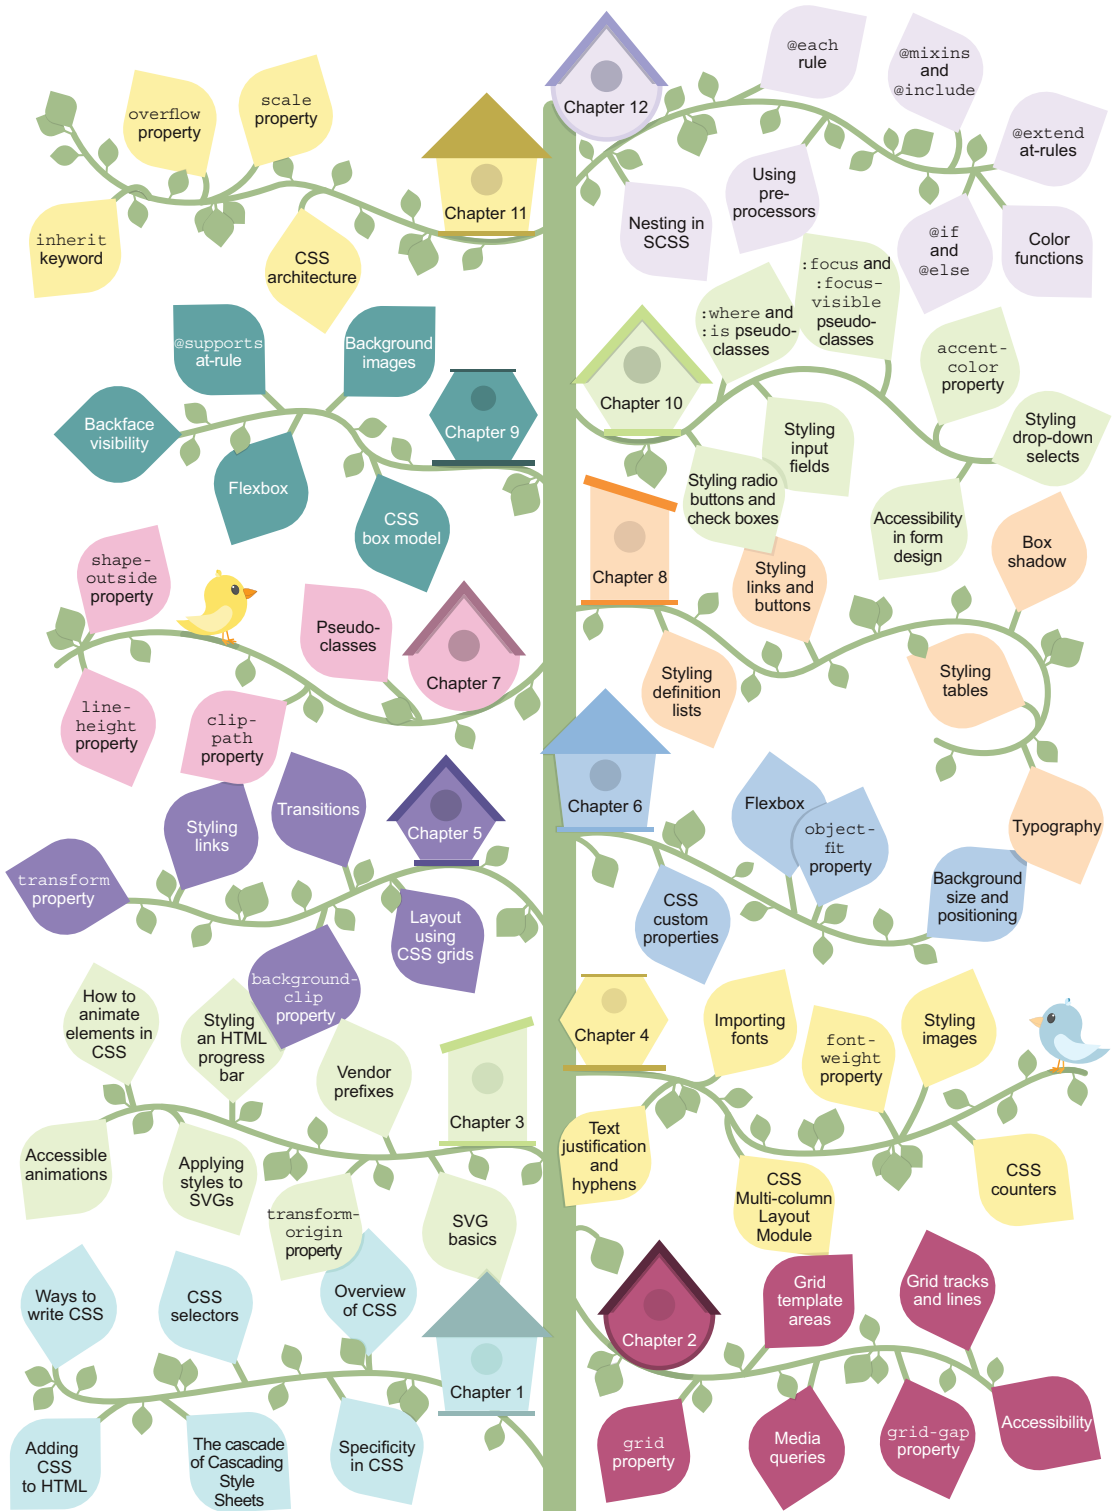 @each
rule
@mixins
and
@include
Chapter 12
@extend
at-rules
Using
pre-
processors
Nesting in
SCSS
@if
and
@else
Color
functions
overflow
property
scale
property
Chapter 11
inherit
keyword
CSS
architecture
:where and
:is pseudo-
classes
:focus and
:focus-
visible
pseudo-
classes
accent-
color
property
Chapter 10
Styling
drop-down
selects
Styling
input
fields
Styling radio
buttons and
check boxes
Accessibility
in form
design
@supports
at-rule
Background
images
Chapter 9
Backface
visibility
Flexbox
CSS
box model
Chapter 8
Styling
links and
buttons
Box
shadow
Styling
definition
lists
Styling
tables
Typography
shape-
outside
property
Pseudo-
classes
Chapter 7
line-
height
property
clip-
path
property
Chapter 6
Flexbox
object-
fit
property
CSS
custom
properties
Background
size and
positioning
Styling
links
Transitions
Chapter 5
transform
property
Layout
using
CSS grids
background-
clip
property
Chapter 4
Importing
fonts
font-
weight
property
Styling
images
Text
justification
and
hyphens
CSS
Multi-column
Layout
Module
CSS
counters
How to
animate
elements in
CSS
Styling
an HTML
progress
bar
Vendor
prefixes
Chapter 3
Accessible
animations
Applying
styles to
SVGs
transform-
origin
property
SVG
basics
Chapter 2
Grid
template
areas
Grid tracks
and lines
grid
property
Media
queries
grid-gap
property
Accessibility
Ways to
write CSS
CSS
selectors
Overview
of CSS
Chapter 1
Adding
CSS
to HTML
The cascade
of Cascading
Style
Sheets
Specificity
in CSS